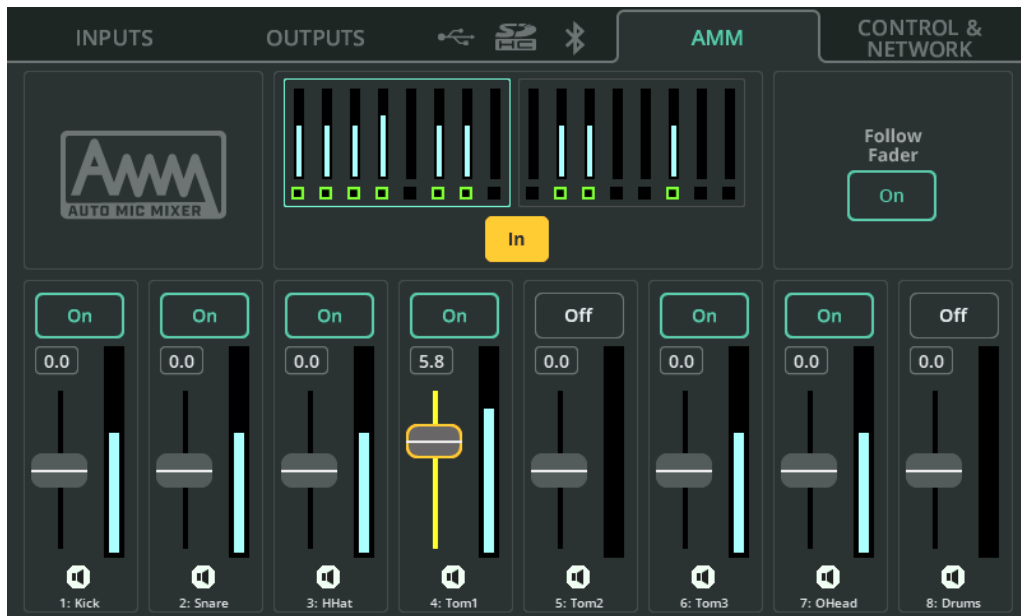 INPUTS
OUTPUTS
SD
HC
AMM
CONTROL &
NETWORK
AMM
AUTO MIC MIXER
In
Follow
Fader
On
On
On
On
On
Off
On
On
Off
0.0
0.0
0.0
5.8
0.0
0.0
0.0
0.0
1: Kick
2: Snare
3: HHat
4: Tom1
5: Tom2
6: Tom3
7: OHead
8: Drums